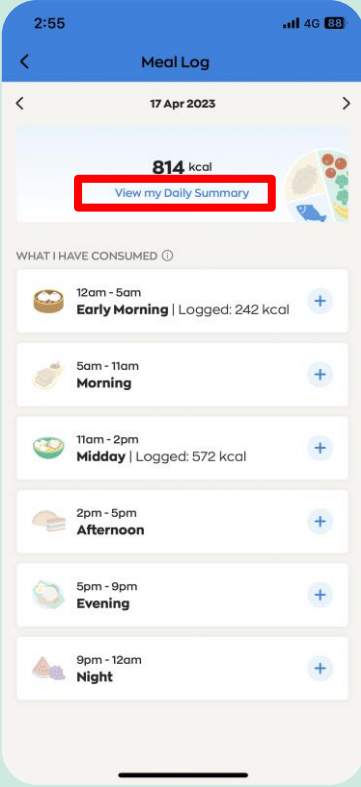 2:55
4G 88
Meal Log
17 Apr 2023
814 kcal
View my Daily Summary
WHAT I HAVE CONSUMED
12am - 5am
Early Morning | Logged: 242 kcal
5am - 11am
Morning
11am - 2pm
Midday | Logged: 572 kcal
2pm - 5pm
Afternoon
5pm - 9pm
Evening
9pm - 12am
Night